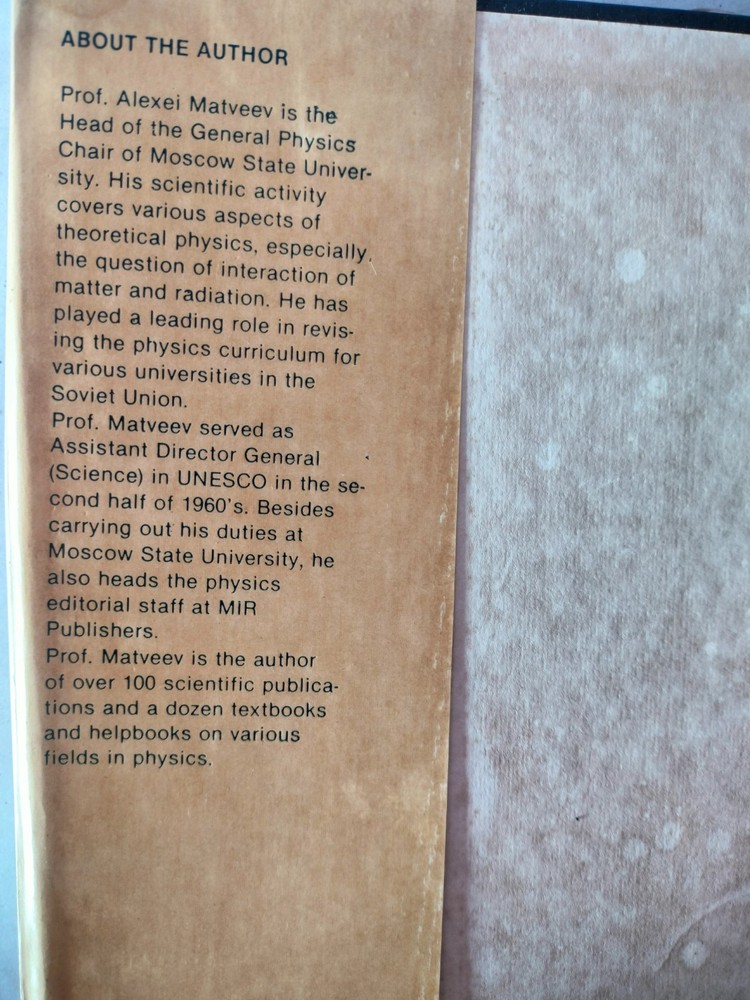 ABOUT THE AUTHOR
Prof. Alexei Matveev is the
Head of the General Physics
Chair of Moscow State Univer-
sity. His scientific activity
covers various aspects of
theoretical physics, especially.
the question of interaction of
matter and radiation. He has
played a leading role in revis-
ing the physics curriculum for
various universities in the
Soviet Union.
Prof. Matveev served as
Assistant Director General
(Science) in UNESCO in the se-
cond half of 1960's. Besides
carrying out his duties at
Moscow State University, he
also heads the physics
editorial staff at MIR
Publishers.
Prof. Matveev is the author
of over 100 scientific publica-
tions and a dozen textbooks
and helpbooks on various
fields in physics.